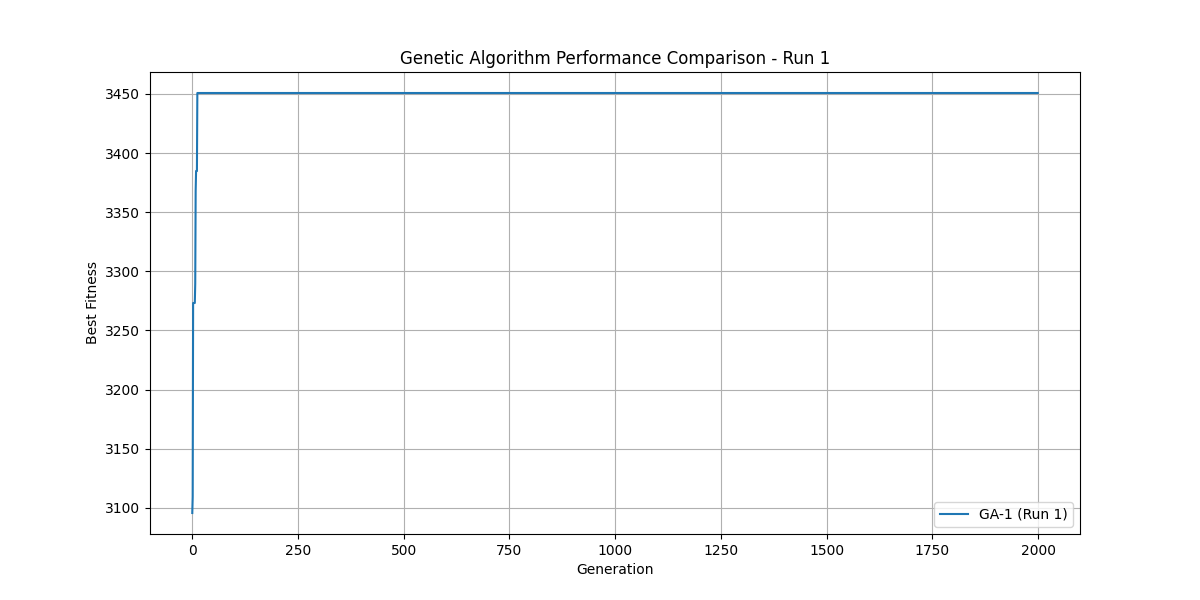 Genetic Algorithm Performance Comparison - Run 1
3450
3400
3350
3300
3250
3200
3150
3100
Best Fitness
GA-1 (Run 1)
0 250 500 750 1000 1250 1500 1750 2000
Generation